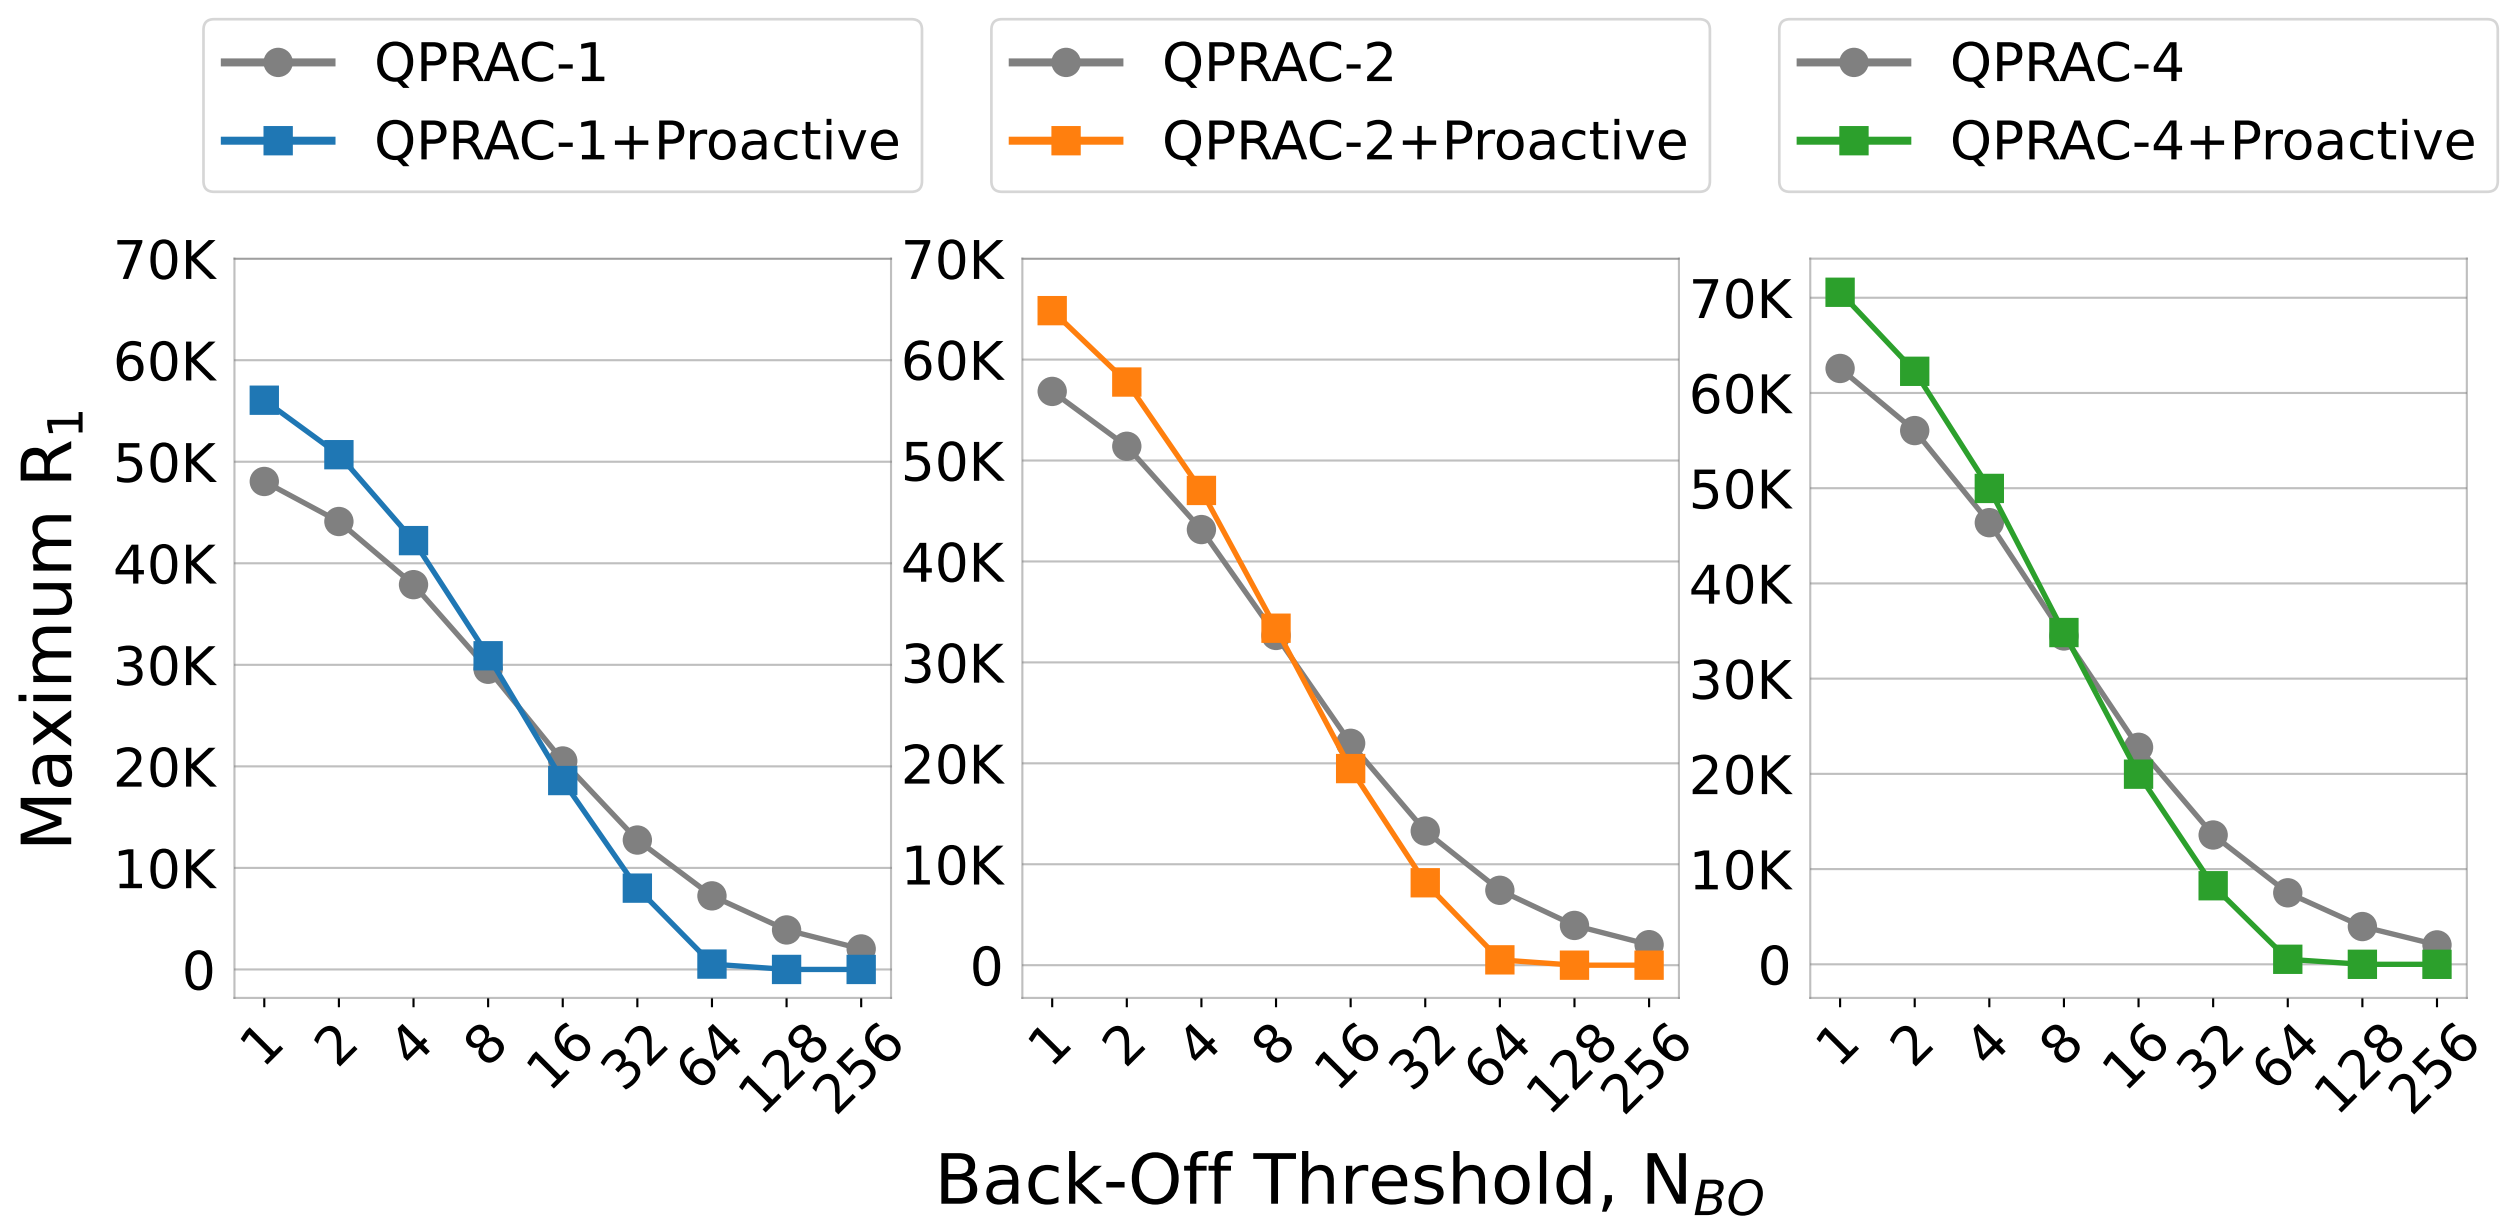 QPRAC-1
QPRAC-1+Proactive
QPRAC-2
QPRAC-2+Proactive
QPRAC-4
QPRAC-4+Proactive
Maximum R1
70K
60K
50K
40K
30K
20K
10K
0
1
2
4
8
16
32
64
128
256
70K
60K
50K
40K
30K
20K
10K
0
1
2
4
8
16
32
64
128
256
70K
60K
50K
40K
30K
20K
10K
0
1
2
4
8
16
32
64
128
256
Back-Off Threshold, NBO